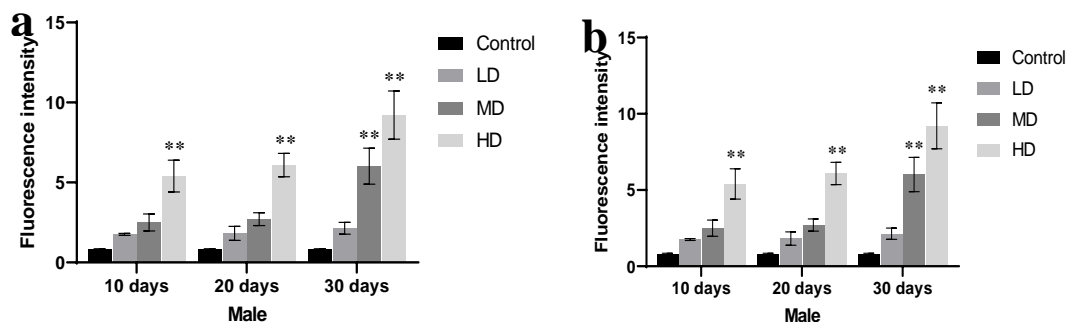 a
Fluorescence intensity
15
10
5
0
**
**
**
**
10 days
20 days
30 days
Male
Control
LD
MD
HD
b
Fluorescence intensity
15
10
5
0
**
**
**
**
10 days
20 days
30 days
Male
Control
LD
MD
HD